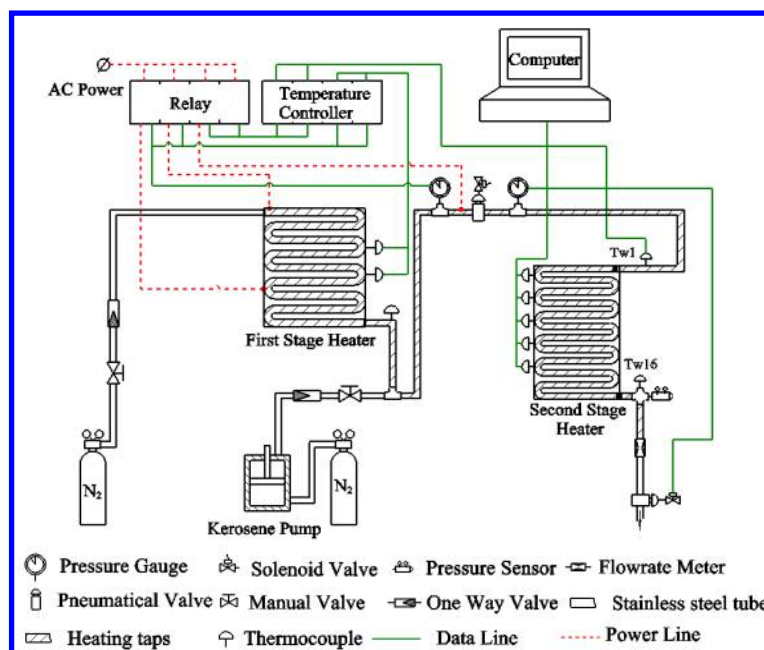 Computer
AC Power
Relay
Temperature
Controller
Tw1
First Stage Heater
Tw16
Second Stage
Heater
N2
N2
Kerosene Pump
Pressure Gauge
Solenoid Valve
Pressure Sensor
Flowrate Meter
Pneumatical Valve
Manual Valve
One Way Valve
Stainless steel tube
Heating taps
Thermocouple
Data Line
Power Line